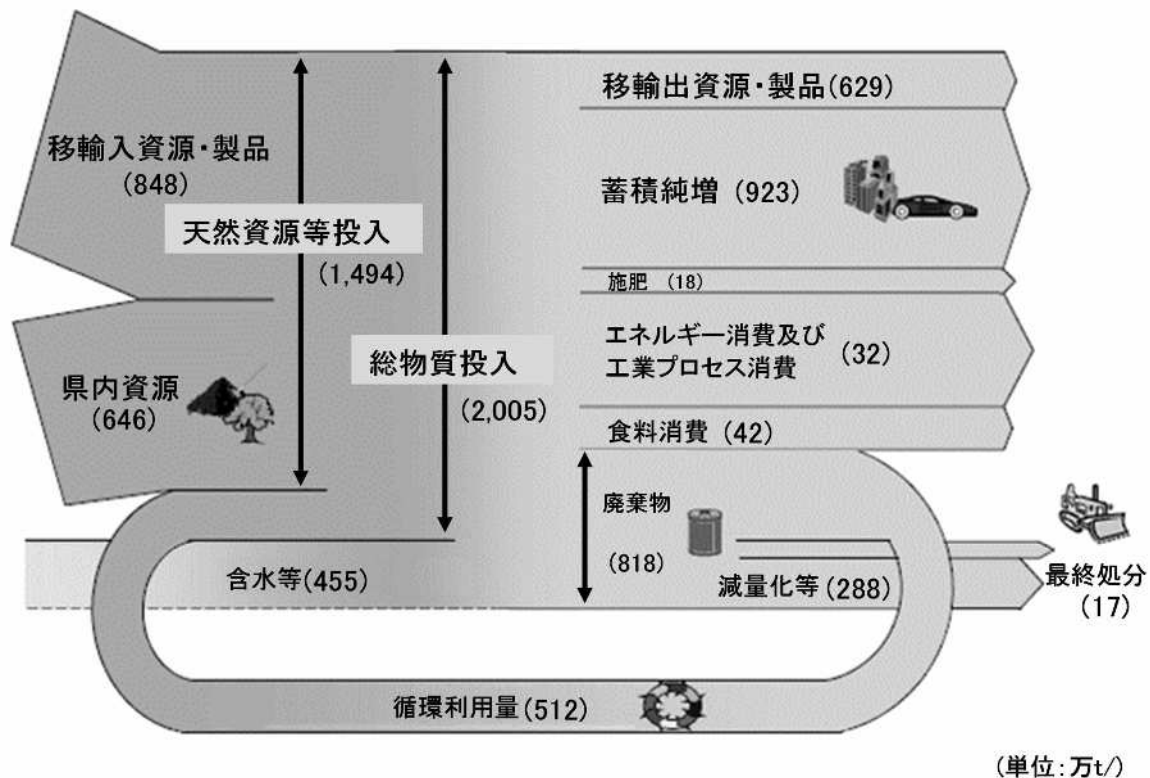 移輸出資源・製品(629)
移輸入資源・製品
(848)
蓄積純増 (923)
天然資源等投入
(1,494)
施肥 (18)
エネルギー消費及び
工業プロセス消費
(32)
総物質投入
(2,005)
県内資源
(646)
食料消費 (42)
廃棄物
(818)
含水等(455)
減量化等(288)
最終処分
(17)
循環利用量(512)
(単位:万t/)